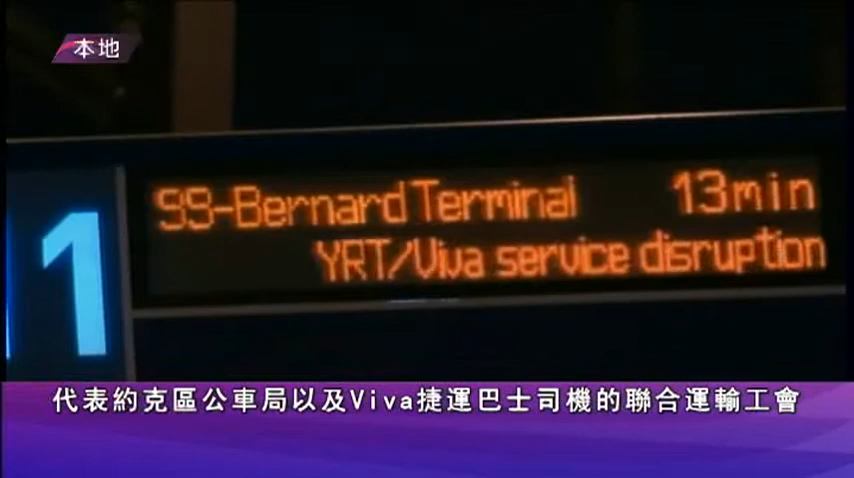 本地
SS-Bernard Terminal 13min
YRT/Viva service disruption
1
代表約克區公車局以及Viva捷運巴士司機的聯合運輸工會